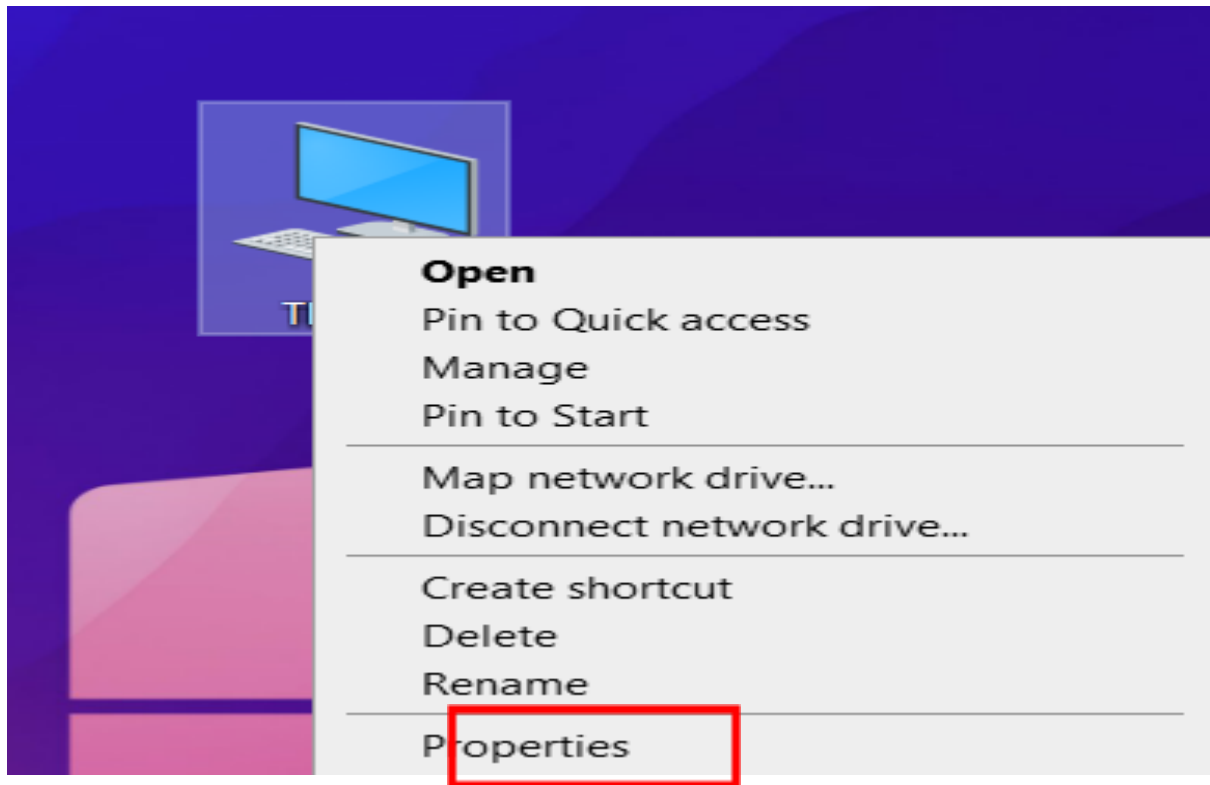 Open
Pin to Quick access
Manage
Pin to Start
Map network drive...
Disconnect network drive...
Create shortcut
Delete
Rename
Properties